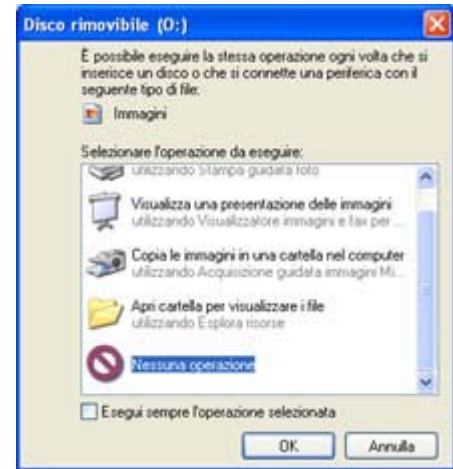 Disco rimovibile (O:)
È possibile eseguire la stessa operazione ogni volta che si
inserisce un disco o che si connette una periferica con il
seguente tipo di file:
Immagini
Selezionare l'operazione da eseguire:
utilizzando Stampa guidata foto
Visualizza una presentazione delle immagini
utilizzando Visualizzatore immagini e fax per ...
Copia le immagini in una cartella nel computer
utilizzando Acquisizione guidata immagini Mi...
Apri cartella per visualizzare i file
utilizzando Esplora risorse
Nessuna operazione
Esegui sempre l'operazione selezionata
OK
Annulla